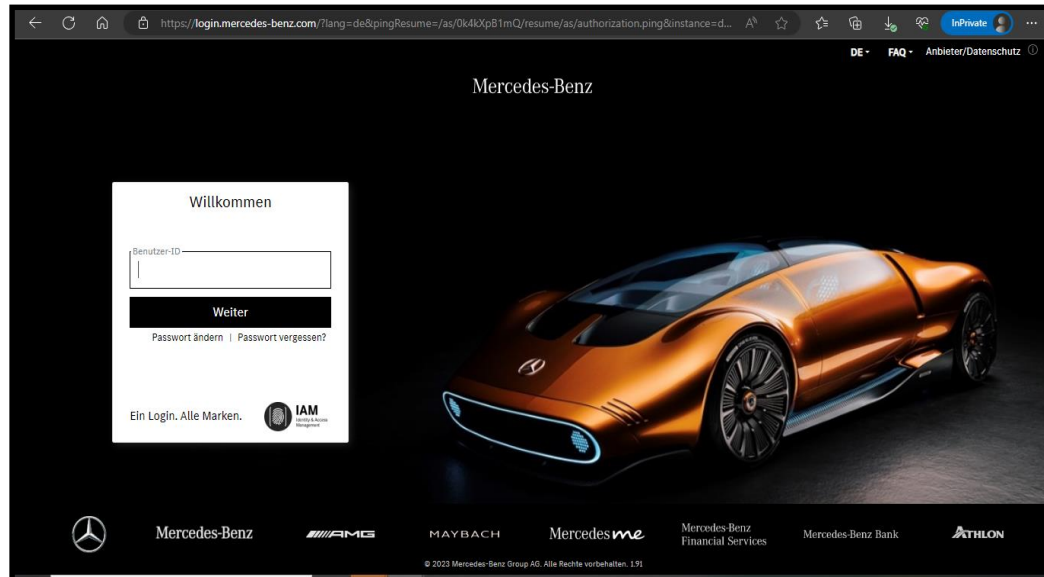 https://login.mercedes-benz.com/?lang=de&pingResume=/as/0k4kXpB1mQ/resume/as/authorization.ping&instance=d...
InPrivate
DE
FAQ
Anbieter/Datenschutz
Mercedes-Benz
Willkommen
Benutzer-ID
Weiter
Passwort ändern | Passwort vergessen?
Ein Login. Alle Marken.
IAM
Identity & Access
Management
Mercedes-Benz
AMG
MAYBACH
Mercedes me
Mercedes-Benz
Financial Services
Mercedes-Benz Bank
ATHLON
© 2023 Mercedes-Benz Group AG. Alle Rechte vorbehalten. 1.91